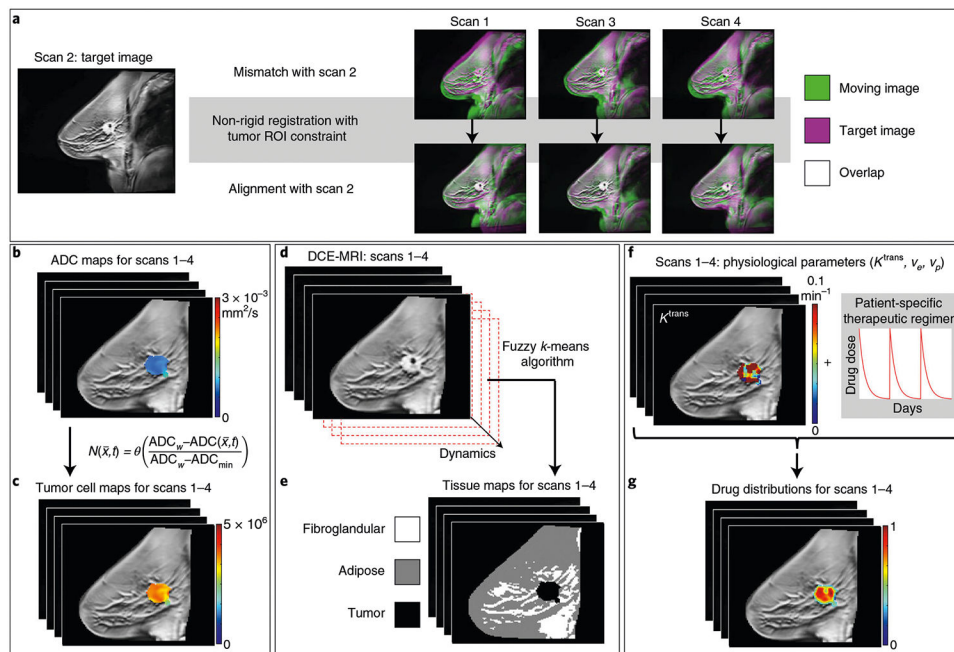 a
Scan 1
Scan 3
Scan 4
Scan 2: target image
Mismatch with scan 2
Non-rigid registration with
tumor ROI constraint
Alignment with scan 2
Moving image
Target image
Overlap
b
ADC maps for scans 1–4
3 × 10⁻³
mm²/s
0
N(x̅,t) = θ(ADC_w–ADC(x̅,t) / ADC_w–ADC_min)
c
Tumor cell maps for scans 1–4
5 × 10⁶
0
d
DCE-MRI: scans 1–4
Fuzzy k-means
algorithm
Dynamics
e
Tissue maps for scans 1–4
Fibroglandular
Adipose
Tumor
f
Scans 1–4: physiological parameters (Kᵗʳᵃⁿˢ, vₑ, vₚ)
0.1
min⁻¹
Kᵗʳᵃⁿˢ
0
+
Patient-specific
therapeutic regimen
Drug dose
Days
g
Drug distributions for scans 1–4
1
0